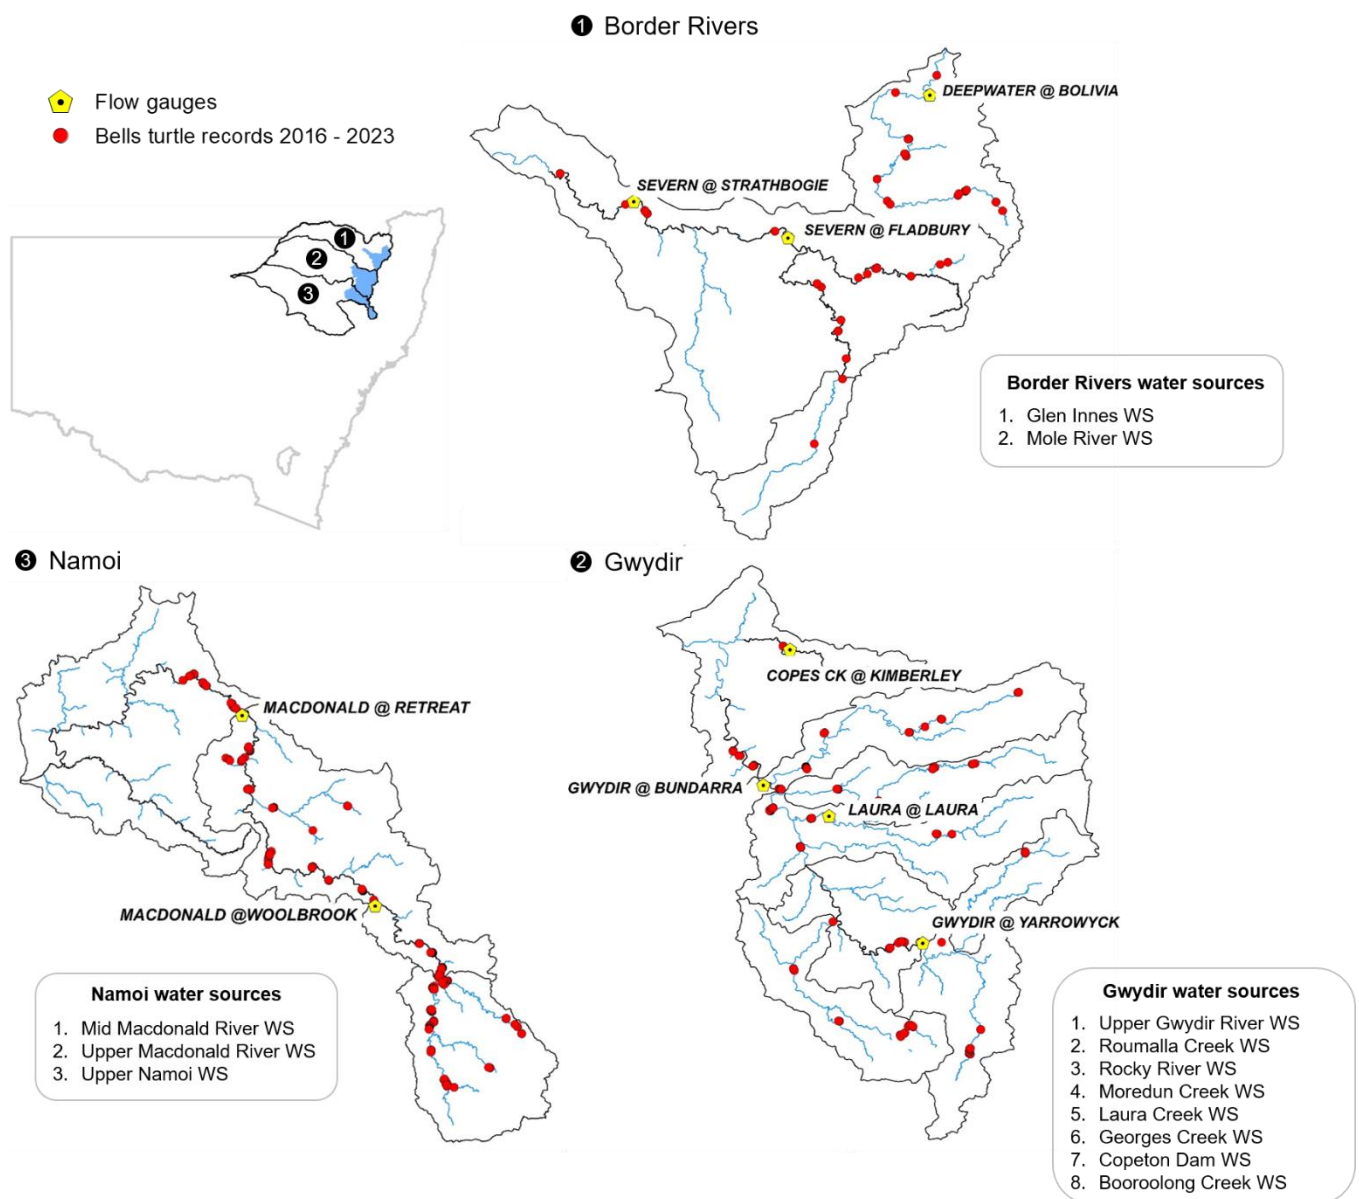 ❶ Border Rivers
Flow gauges
Bells turtle records 2016 - 2023
DEEPWATER @ BOLIVIA
SEVERN @ STRATHBOGIE
SEVERN @ FLADBURY
1
2
3
Border Rivers water sources
1. Glen Innes WS
2. Mole River WS
❸ Namoi
MACDONALD @ RETREAT
MACDONALD @WOOLBROOK
Namoi water sources
1. Mid Macdonald River WS
2. Upper Macdonald River WS
3. Upper Namoi WS
❷ Gwydir
COPES CK @ KIMBERLEY
GWYDIR @ BUNDARRA
LAURA @ LAURA
GWYDIR @ YARROWYCK
Gwydir water sources
1. Upper Gwydir River WS
2. Roumalla Creek WS
3. Rocky River WS
4. Moredun Creek WS
5. Laura Creek WS
6. Georges Creek WS
7. Copeton Dam WS
8. Booroolong Creek WS